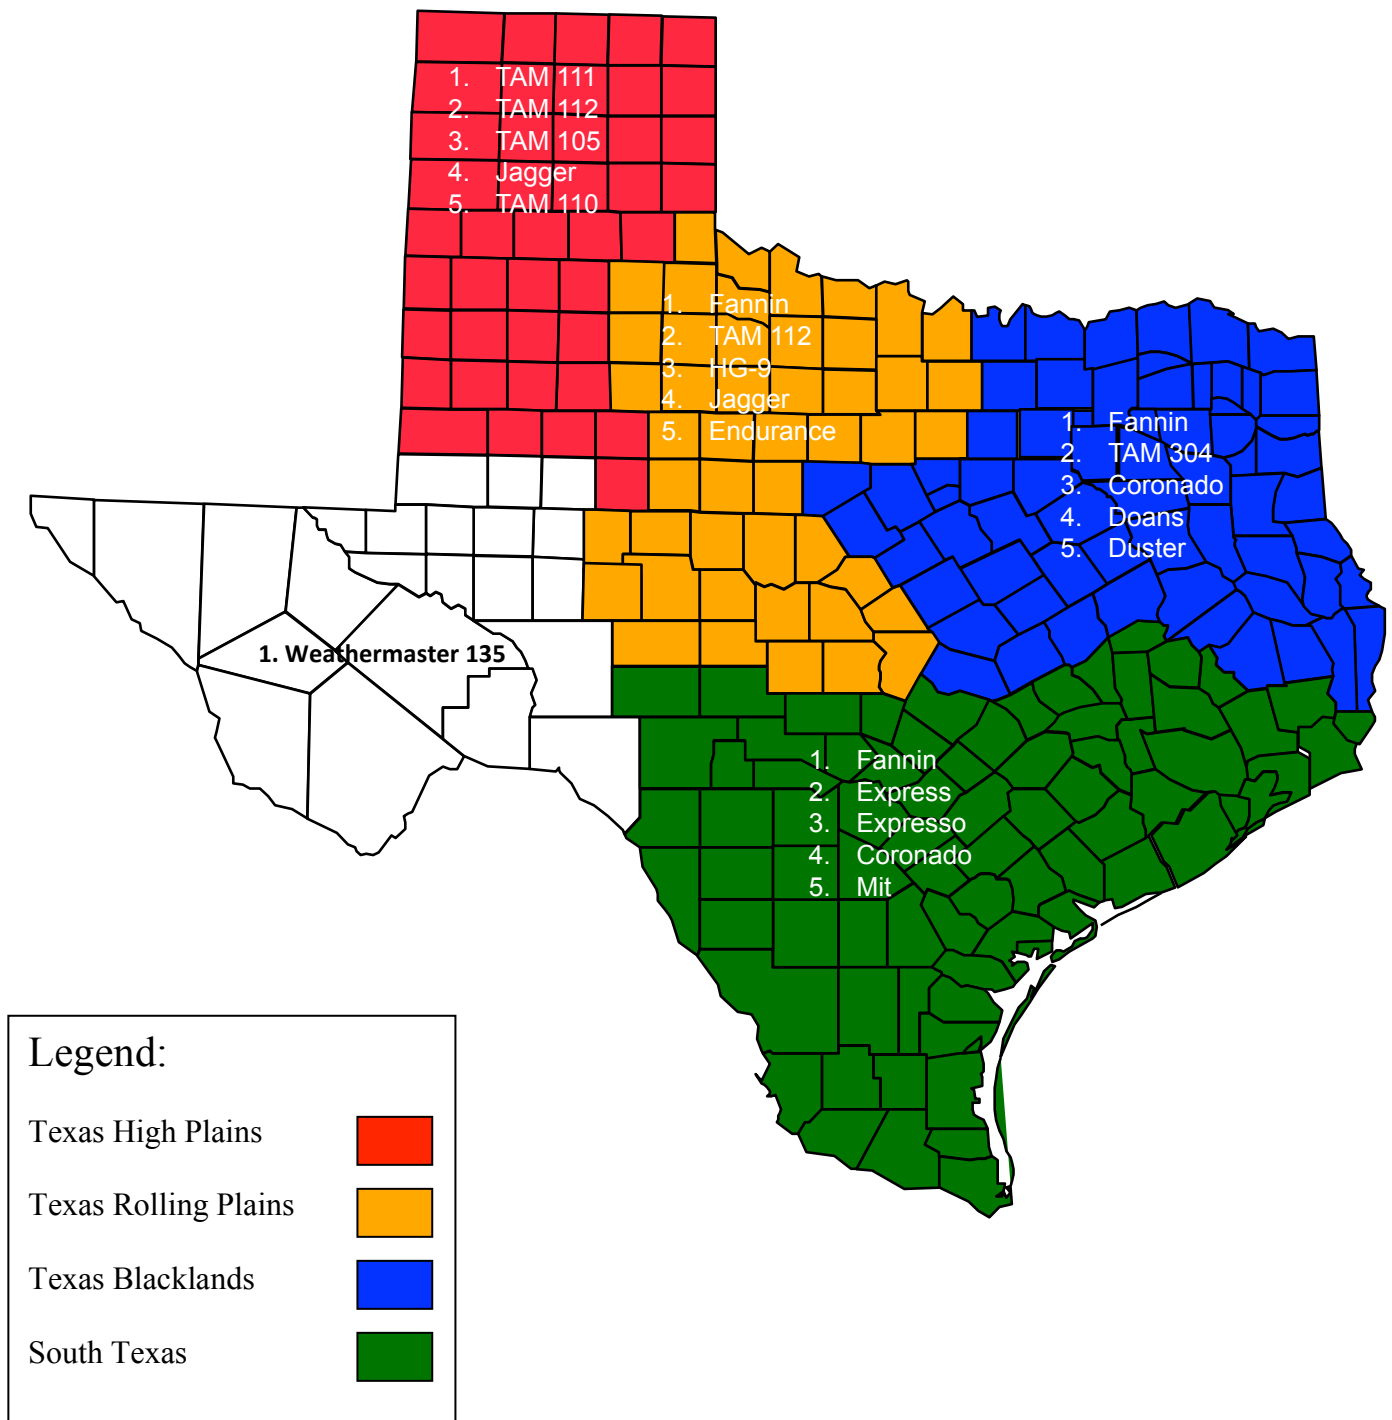 1. TAM 111
2. TAM 112
3. TAM 105
4. Jagger
5. TAM 110
1. Fannin
2. TAM 112
3. HG-9
4. Jagger
5. Endurance
1. Fannin
2. TAM 304
3. Coronado
4. Doans
5. Duster
1. Weathermaster 135
1. Fannin
2. Express
3. Expresso
4. Coronado
5. Mit
Legend:
Texas High Plains
Texas Rolling Plains
Texas Blacklands
South Texas